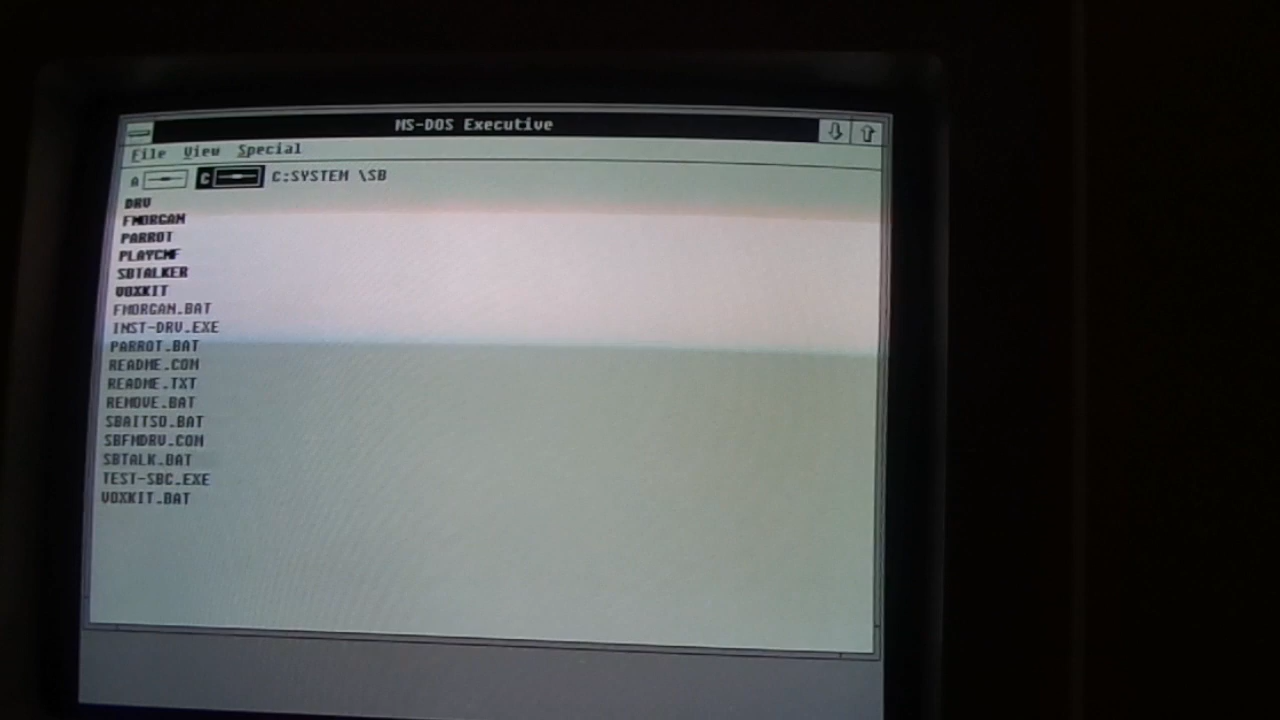 MS-DOS Executive
File View Special
A C C:SYSTEM \SB
DRV
FMORGAN
PARROT
PLAYCMF
SBTALKER
VOXKIT
FMORGAN.BAT
INST-DRV.EXE
PARROT.BAT
README.COM
README.TXT
REMOVE.BAT
SBAITSO.BAT
SBFMDRV.COM
SBTALK.BAT
TEST-SBC.EXE
VOXKIT.BAT